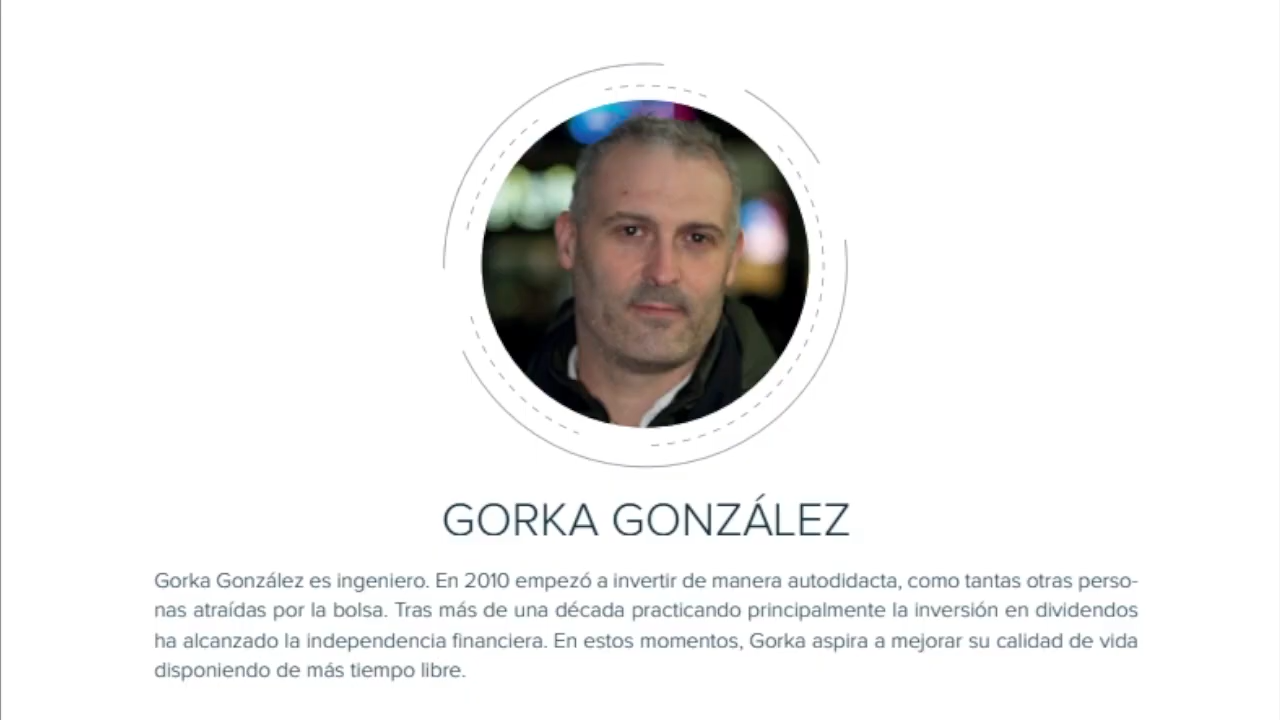 GORKA GONZÁLEZ
Gorka González es ingeniero. En 2010 empezó a invertir de manera autodidacta, como tantas otras perso-
nas atraídas por la bolsa. Tras más de una década practicando principalmente la inversión en dividendos
ha alcanzado la independencia financiera. En estos momentos, Gorka aspira a mejorar su calidad de vida
disponiendo de más tiempo libre.